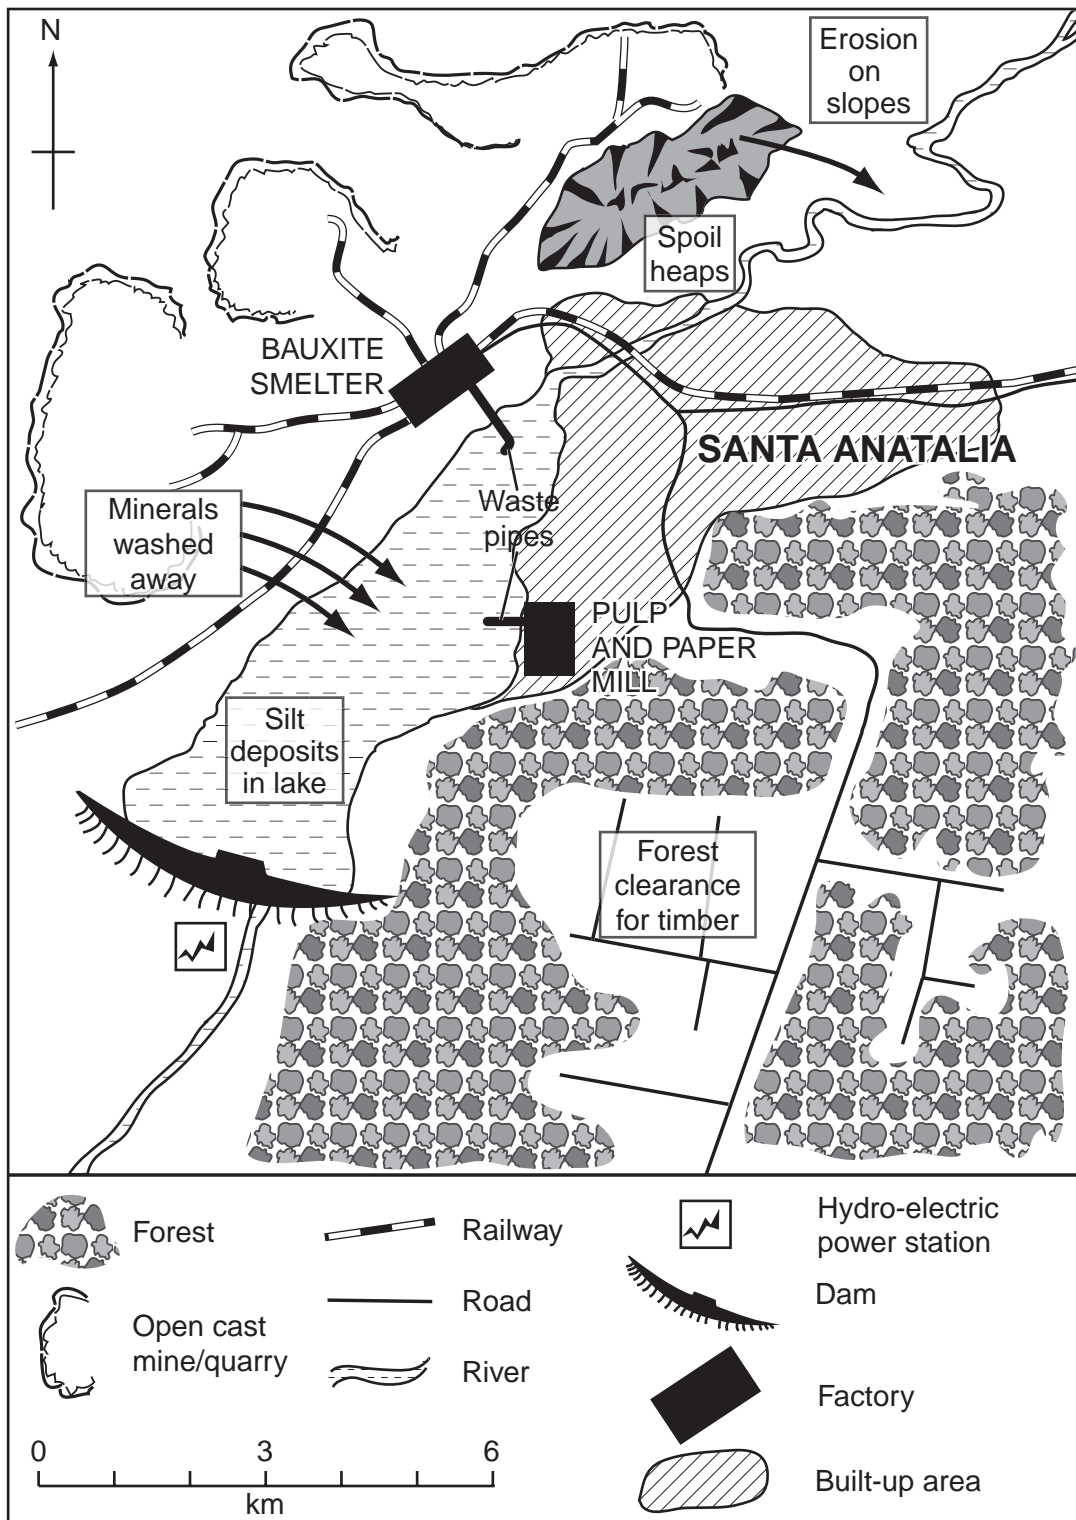 N
Erosion
on
slopes
Spoil
heaps
BAUXITE
SMELTER
SANTA ANATALIA
Minerals
washed
away
Waste
pipes
PULP
AND PAPER
MILL
Silt
deposits
in lake
Forest
clearance
for timber
Forest
Open cast
mine/quarry
Railway
Road
River
Hydro-electric
power station
Dam
Factory
Built-up area
0 3 6
km